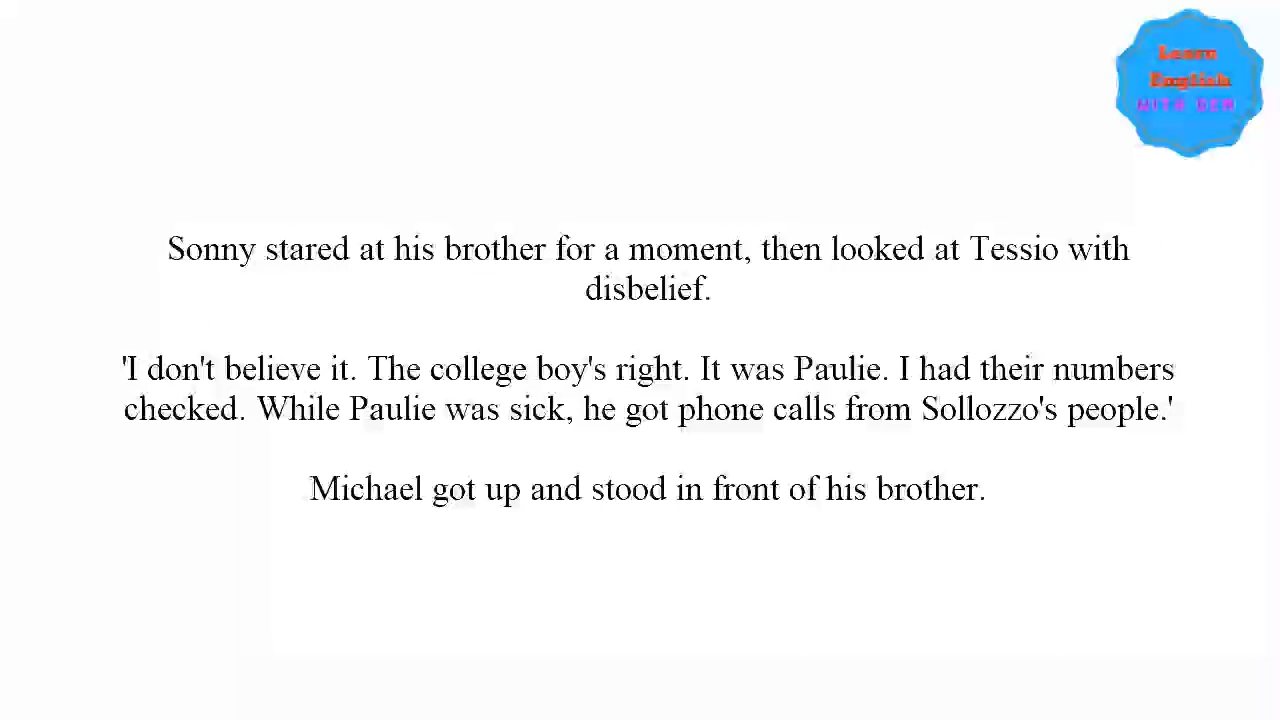 Learn
English
WITH GEM
Sonny stared at his brother for a moment, then looked at Tessio with
disbelief.
'I don't believe it. The college boy's right. It was Paulie. I had their numbers
checked. While Paulie was sick, he got phone calls from Sollozzo's people.'
Michael got up and stood in front of his brother.